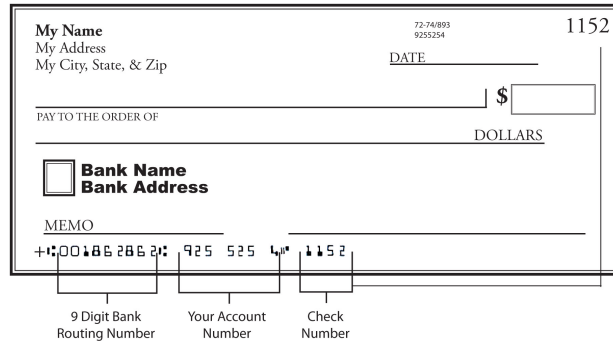 My Name
My Address
My City, State, & Zip
72-74/893
9255254
1152
DATE
$
PAY TO THE ORDER OF
DOLLARS
Bank Name
Bank Address
MEMO
+⑆001862862⑆ 925 525 4⑈ 1152
9 Digit Bank
Routing Number
Your Account
Number
Check
Number